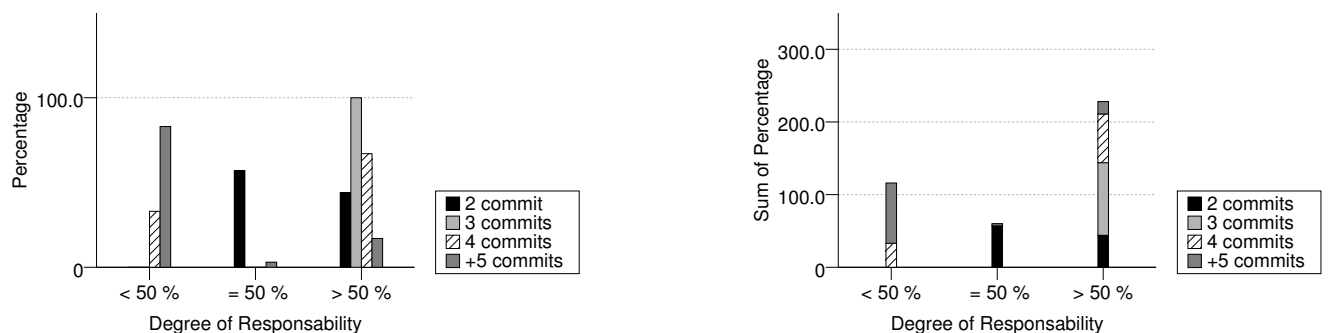 Percentage
100.0
0
< 50 %
= 50 %
> 50 %
Degree of Responsability
2 commit
3 commits
4 commits
+5 commits
Sum of Percentage
300.0
200.0
100.0
0
< 50 %
= 50 %
> 50 %
Degree of Responsability
2 commits
3 commits
4 commits
+5 commits